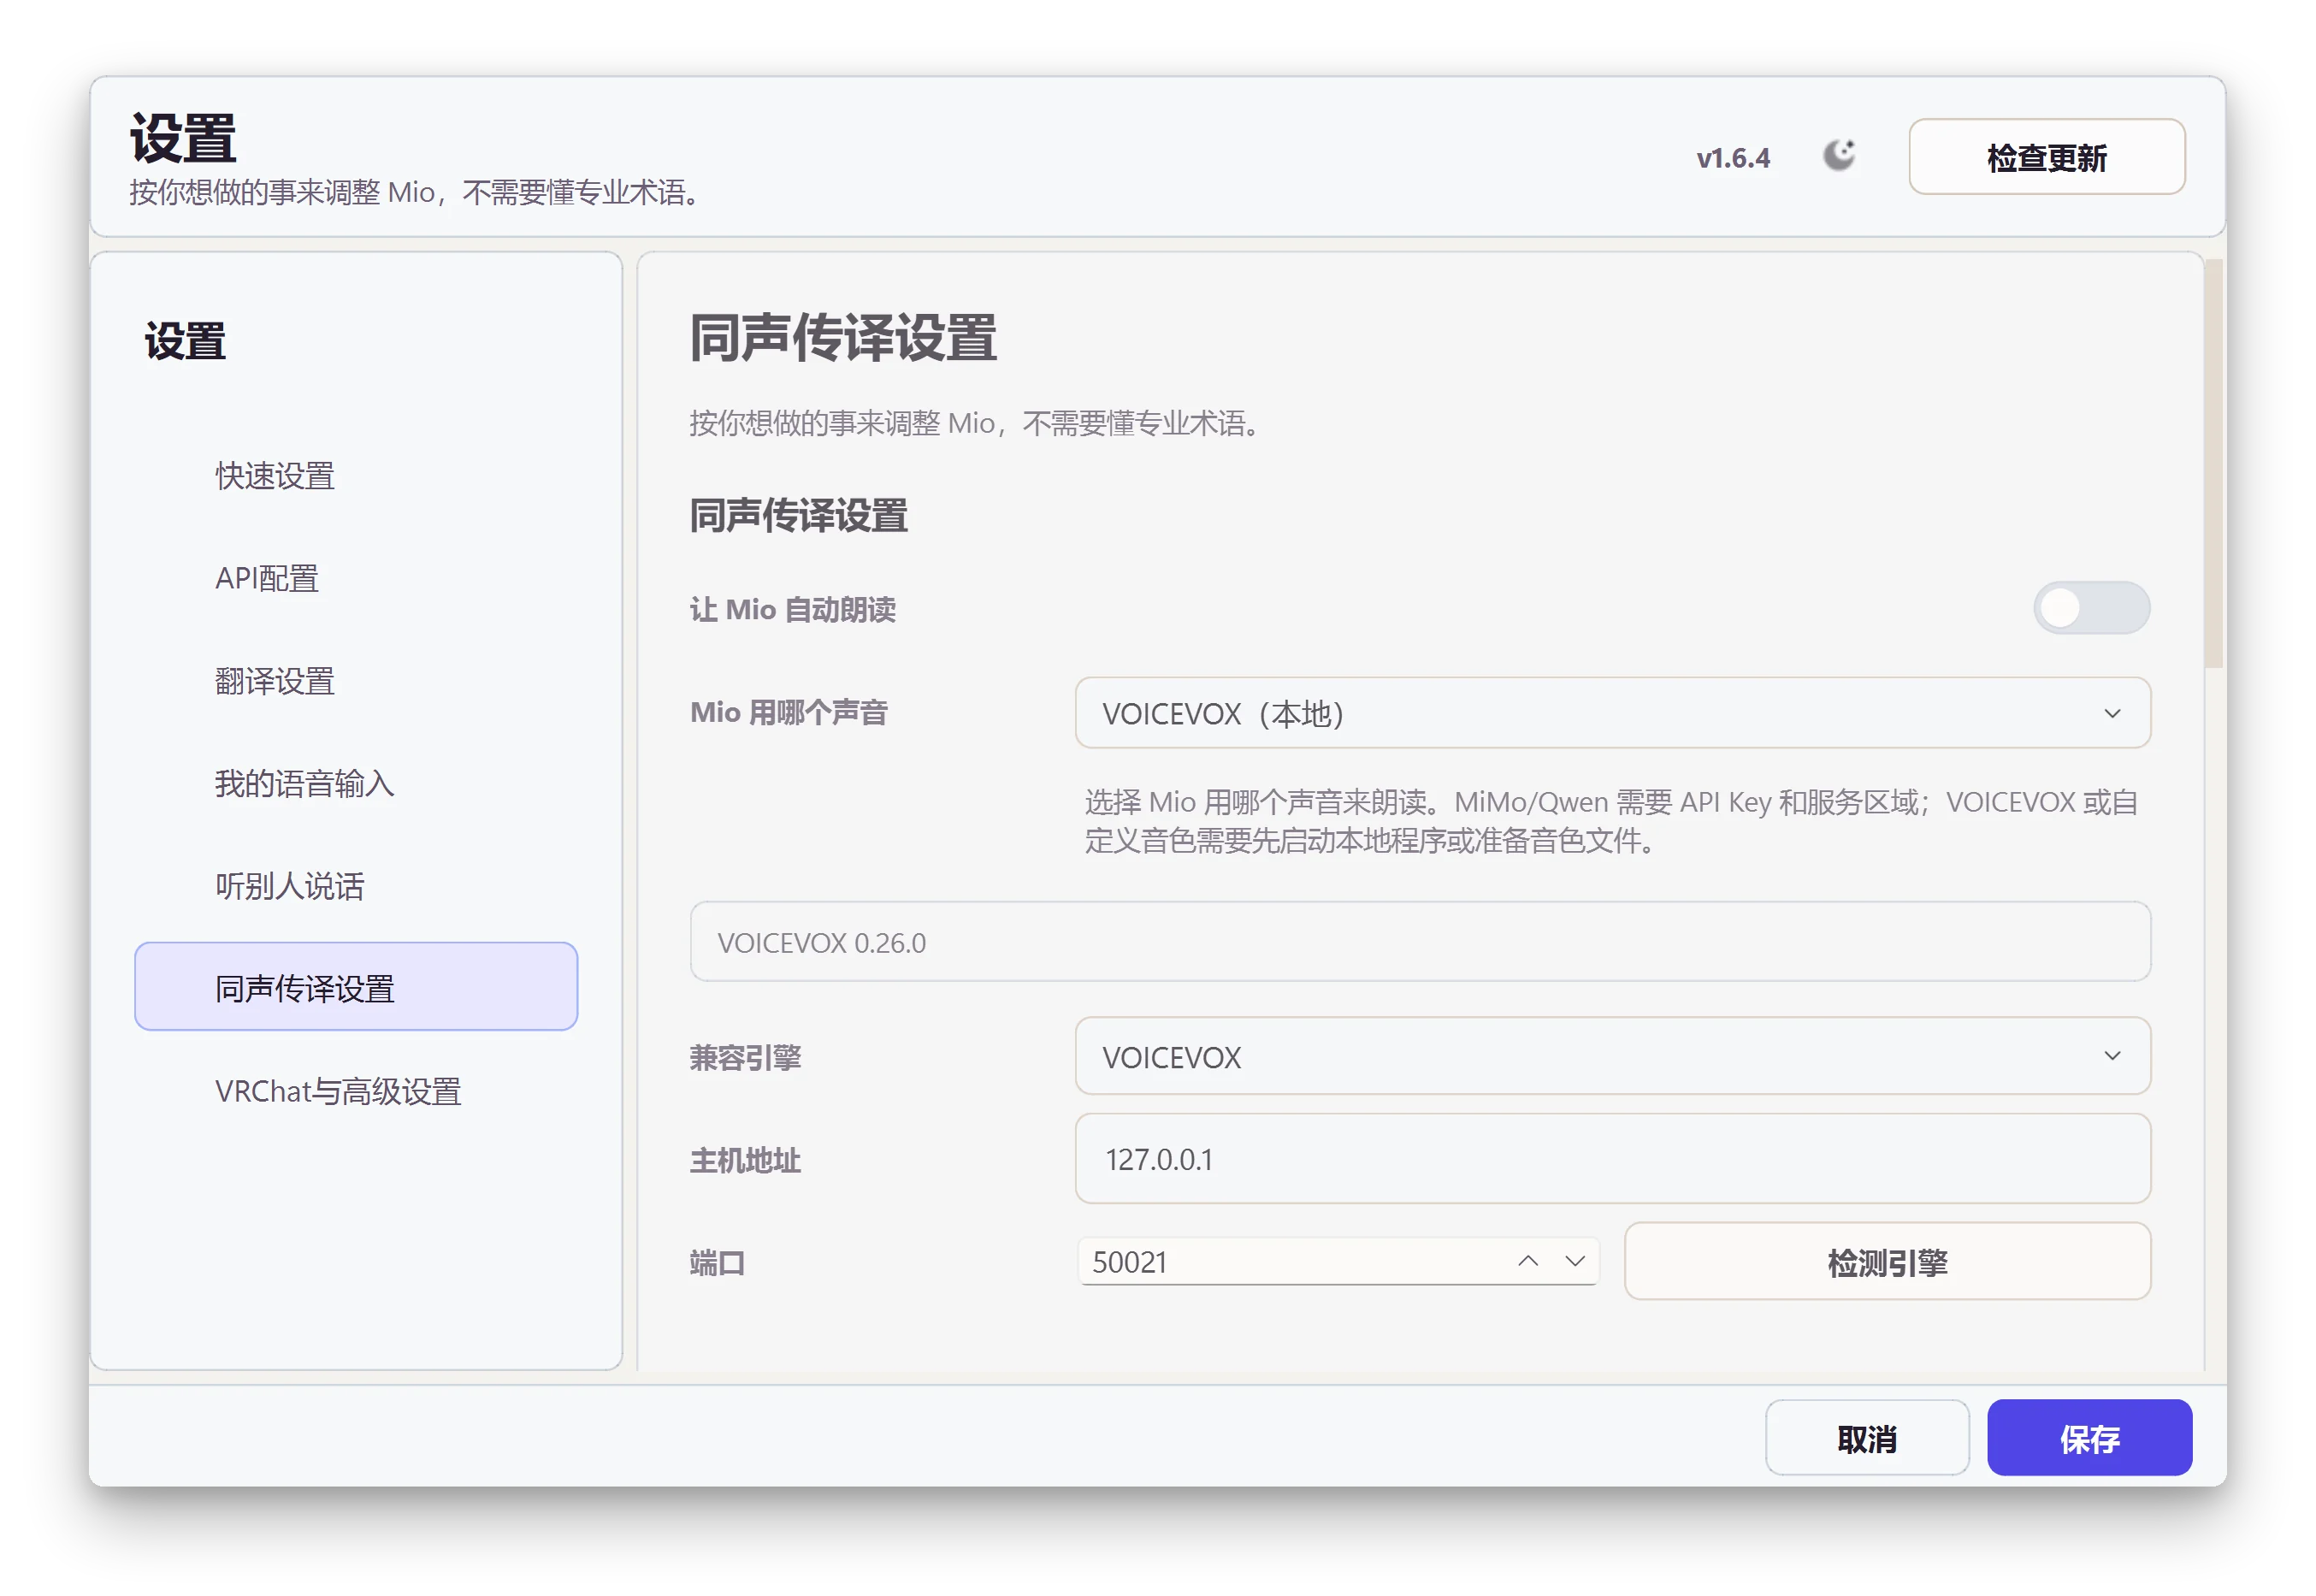 设置
按你想做的事来调整 Mio，不需要懂专业术语。
v1.6.4
检查更新
设置
快速设置
API配置
翻译设置
我的语音输入
听别人说话
同声传译设置
VRChat与高级设置
同声传译设置
按你想做的事来调整 Mio，不需要懂专业术语。
同声传译设置
让 Mio 自动朗读
Mio 用哪个声音
VOICEVOX（本地）
选择 Mio 用哪个声音来朗读。MiMo/Qwen 需要 API Key 和服务区域；VOICEVOX 或自
定义音色需要先启动本地程序或准备音色文件。
VOICEVOX 0.26.0
兼容引擎
VOICEVOX
主机地址
127.0.0.1
端口
50021
检测引擎
取消
保存